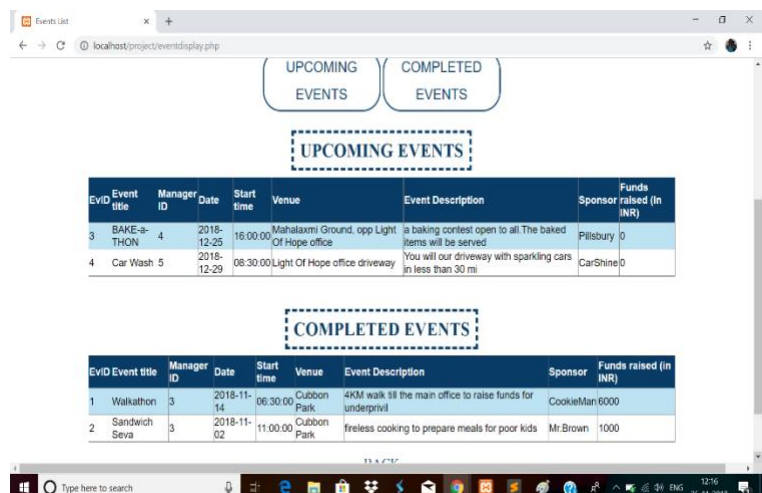 Events List
localhost/project/eventdisplay.php
UPCOMING EVENTS
COMPLETED EVENTS
UPCOMING EVENTS
EvID Event title Manager ID Date Start time Venue Event Description Sponsor Funds raised (In INR)
3 BAKE-a-THON 4 2018-12-25 16:00:00 Mahalaxmi Ground, opp Light Of Hope office a baking contest open to all.The baked items will be served Pillsbury 0
4 Car Wash 5 2018-12-29 08:30:00 Light Of Hope office driveway You will our driveway with sparkling cars in less than 30 mi CarShine 0
COMPLETED EVENTS
EvID Event title Manager ID Date Start time Venue Event Description Sponsor Funds raised (in INR)
1 Walkathon 3 2018-11-14 06:30:00 Cubbon Park 4KM walk till the main office to raise funds for underprivil CookieMan 6000
2 Sandwich Seva 3 2018-11-02 11:00:00 Cubbon Park fireless cooking to prepare meals for poor kids Mr.Brown 1000
BACK
Type here to search
ENG
12:16